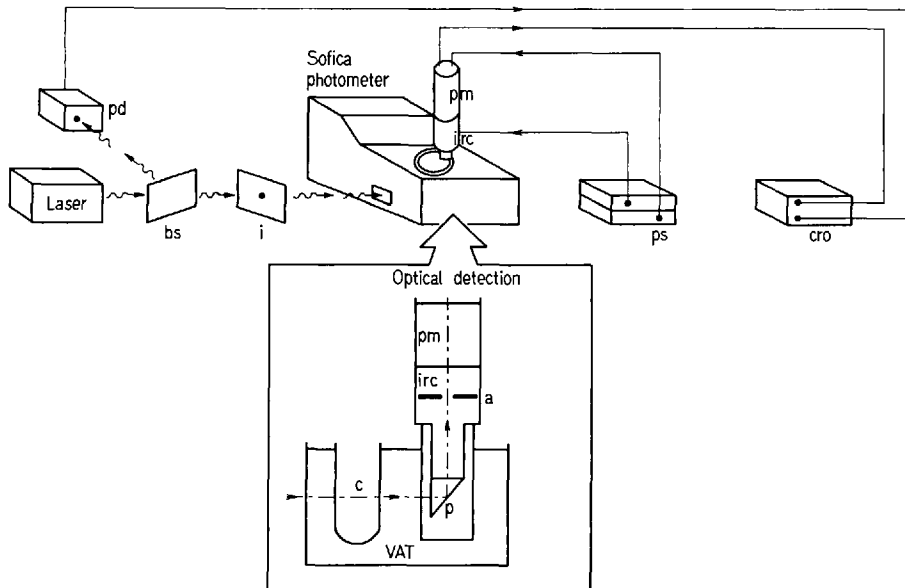 Sofica
photometer
pd
pm
irc
Laser
bs
i
ps
cro
Optical detection
pm
irc
a
c
p
VAT